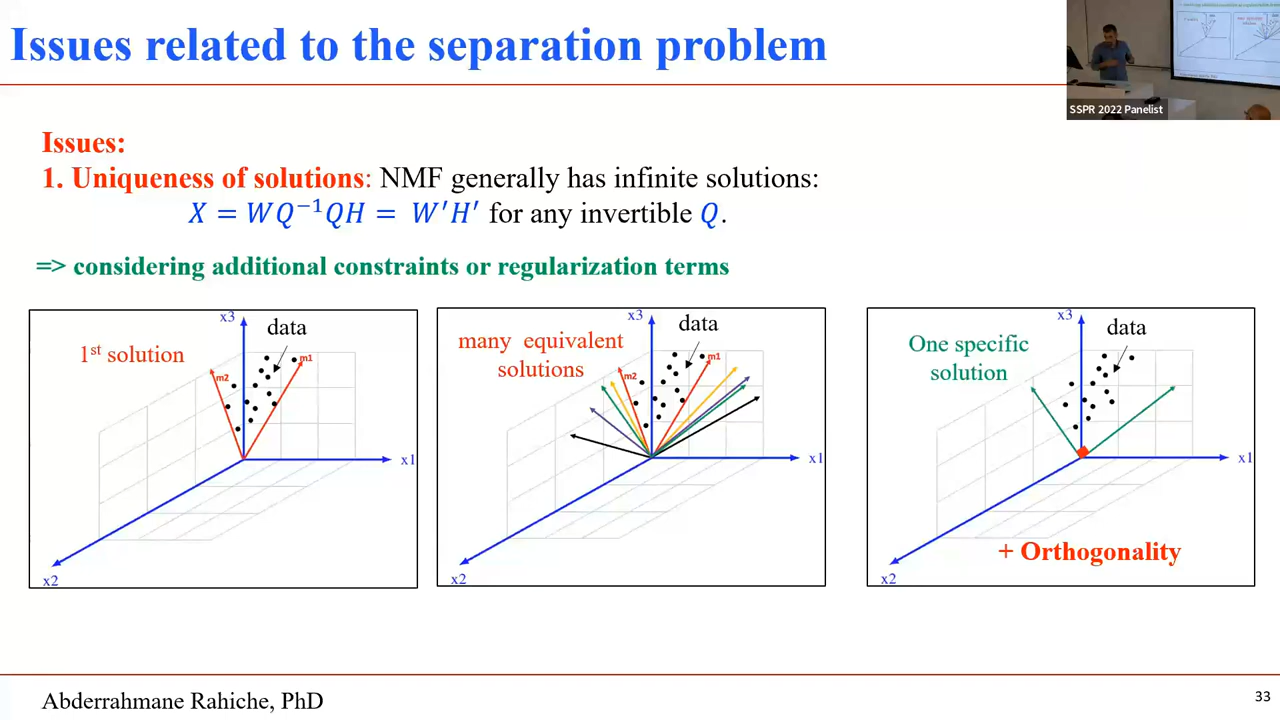 Issues related to the separation problem
SSPR 2022 Panelist
Issues:
1. Uniqueness of solutions: NMF generally has infinite solutions:
X = WQ⁻¹QH = W′H′ for any invertible Q.
=> considering additional constraints or regularization terms
x3
data
1st solution
m1
m2
x1
x2
x3
data
many equivalent
solutions
m1
m2
x1
x2
x3
data
One specific
solution
x1
+ Orthogonality
x2
Abderrahmane Rahiche, PhD
33